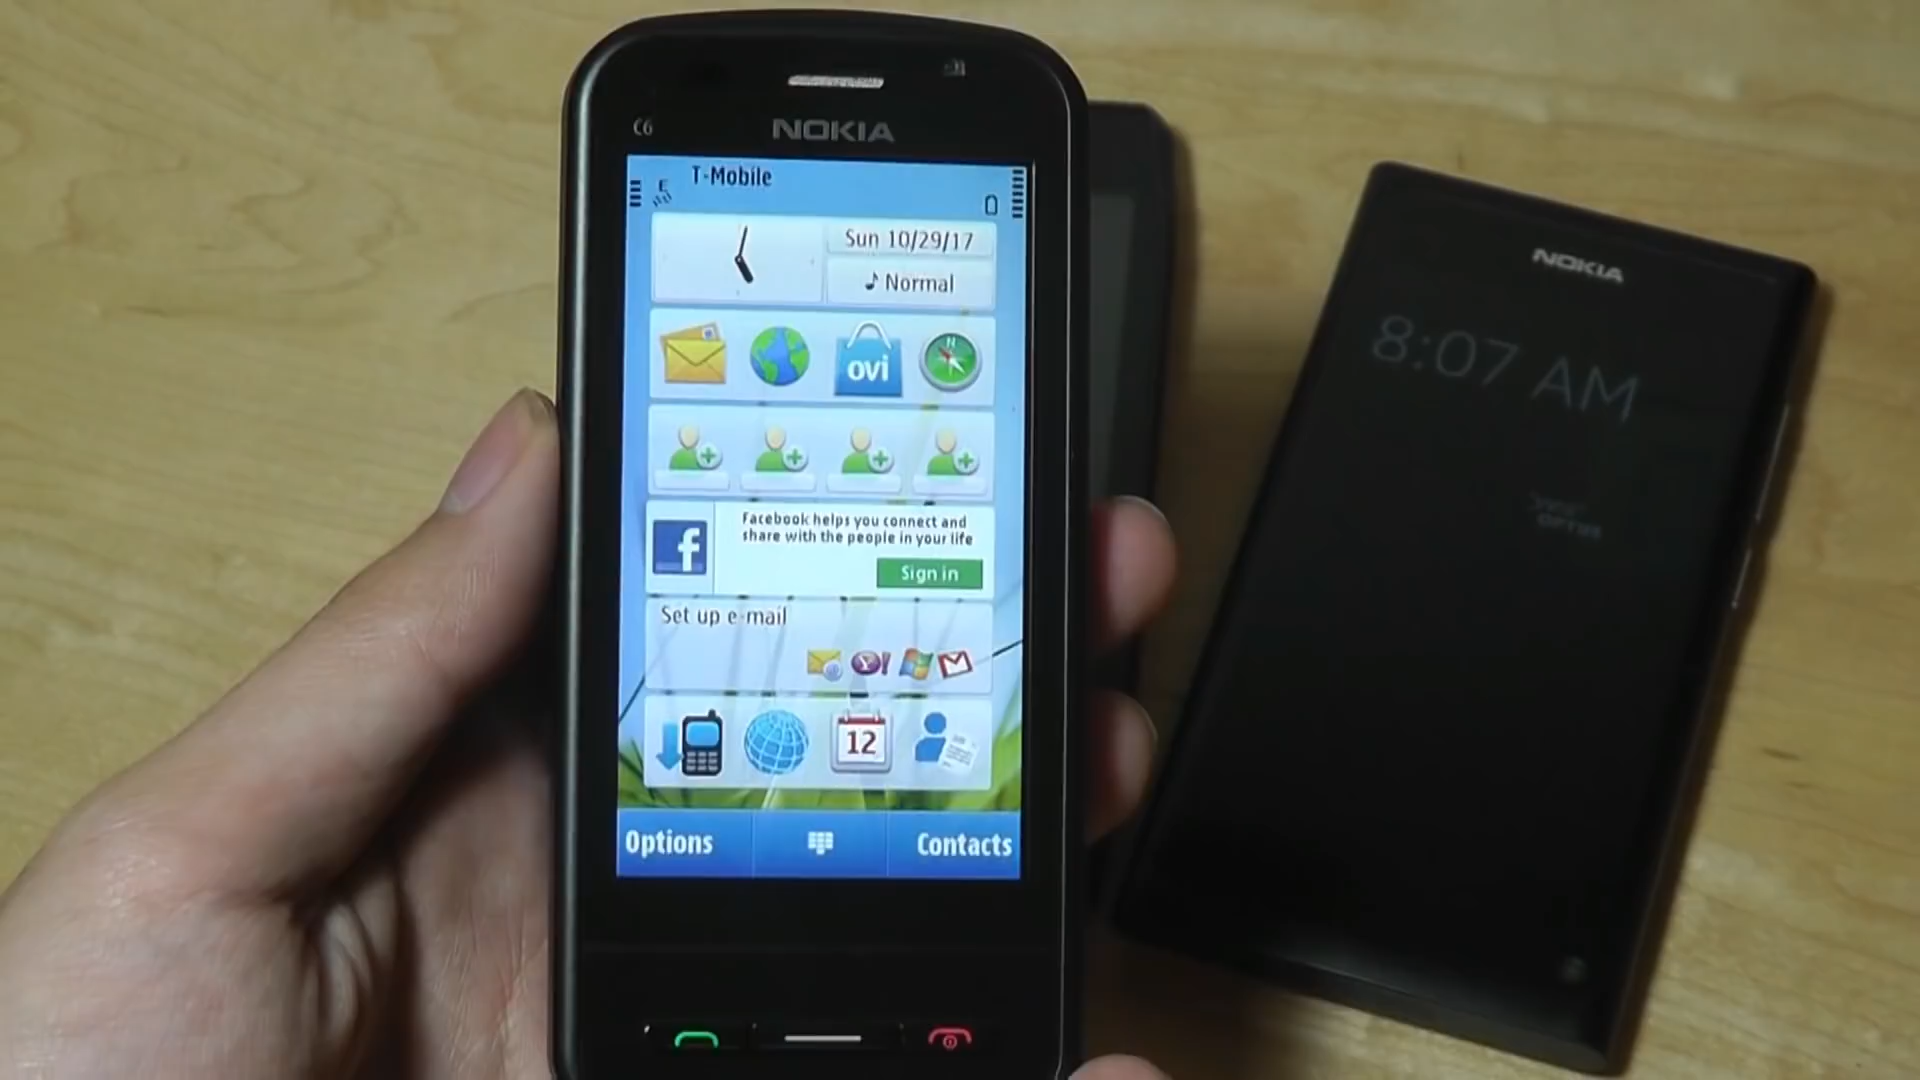 C6
NOKIA
E
T-Mobile
Sun 10/29/17
Normal
N
ovi
Facebook helps you connect and
share with the people in your life
f
Sign in
Set up e-mail
@ Y! M
12
Options
Contacts
NOKIA
8:07 AM